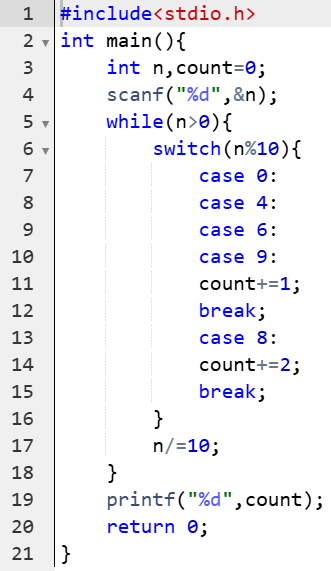 1 #include<stdio.h>
2 int main(){
3     int n,count=0;
4     scanf("%d",&n);
5     while(n>0){
6         switch(n%10){
7             case 0:
8             case 4:
9             case 6:
10             case 9:
11             count+=1;
12             break;
13             case 8:
14             count+=2;
15             break;
16         }
17         n/=10;
18     }
19     printf("%d",count);
20     return 0;
21 }